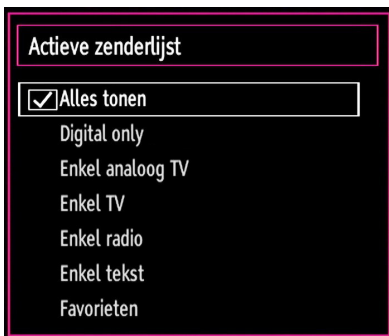 Actieve zenderlijst
Alles tonen
Digital only
Enkel analoog TV
Enkel TV
Enkel radio
Enkel tekst
Favorieten